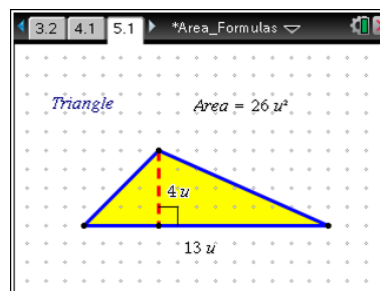 3.2 4.1 5.1 *Area_Formulas
Triangle Area = 26 u²
4 u
13 u